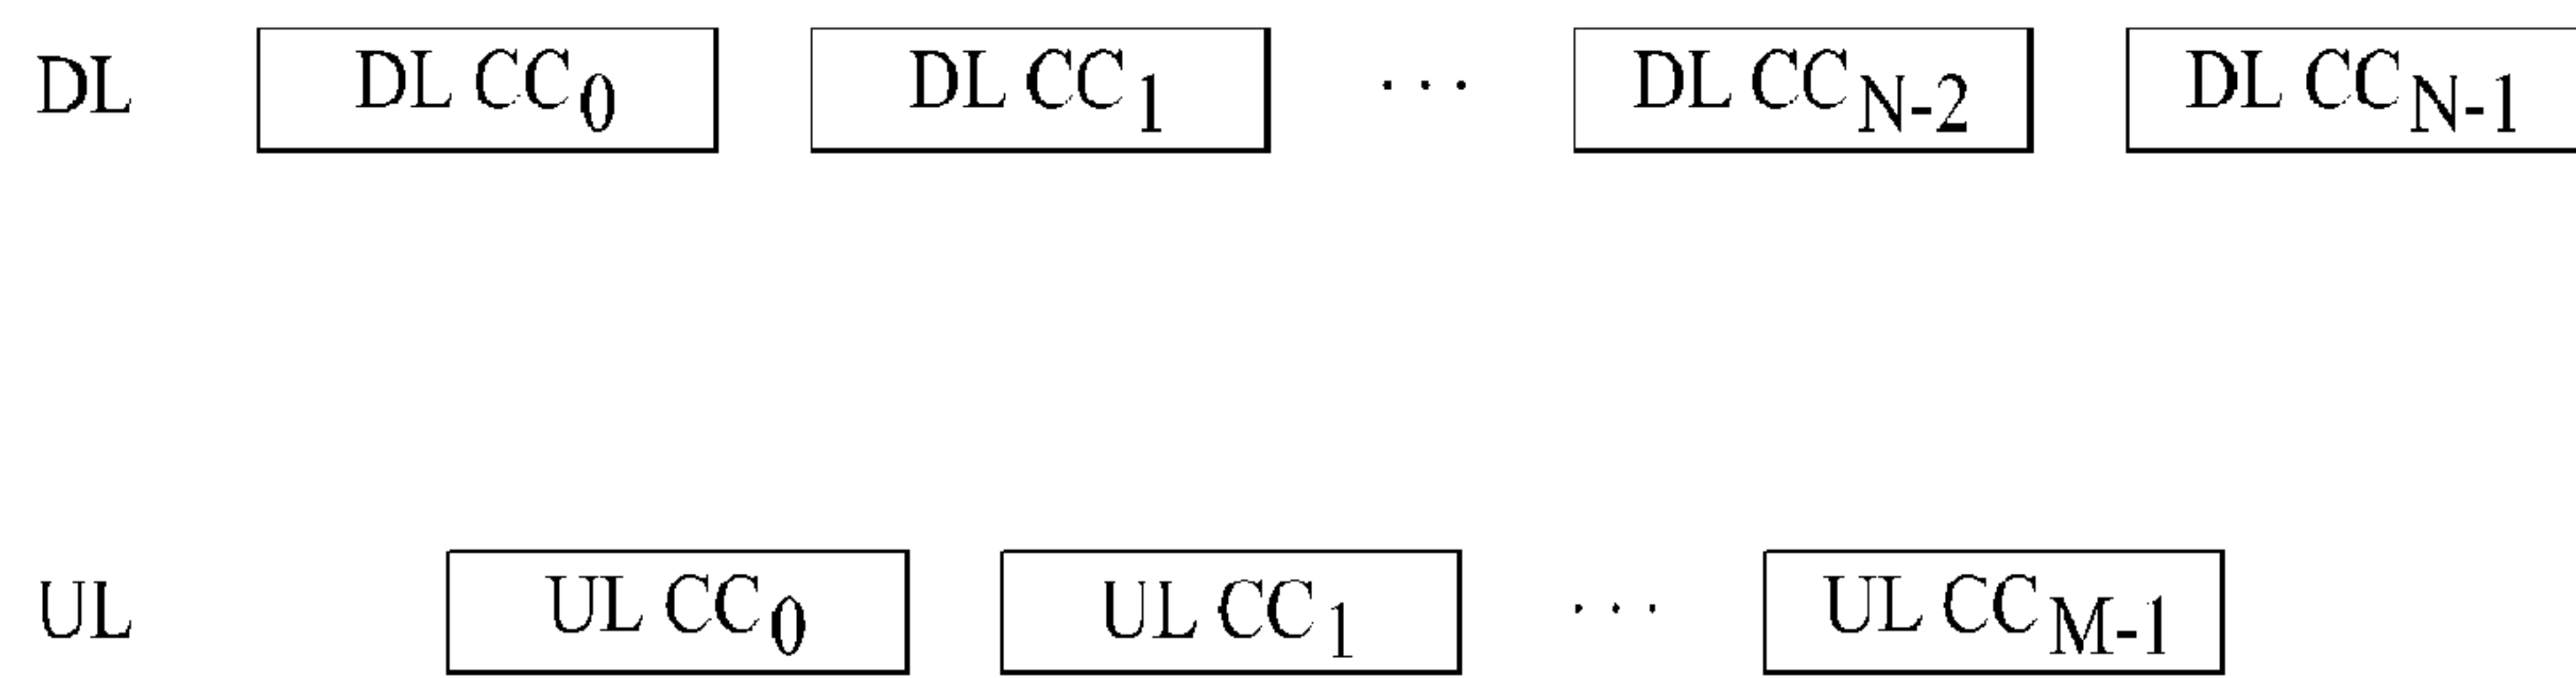 DL DL CC0 DL CC1 ... DL CCN-2 DL CCN-1
UL UL CC0 UL CC1 ... UL CCM-1